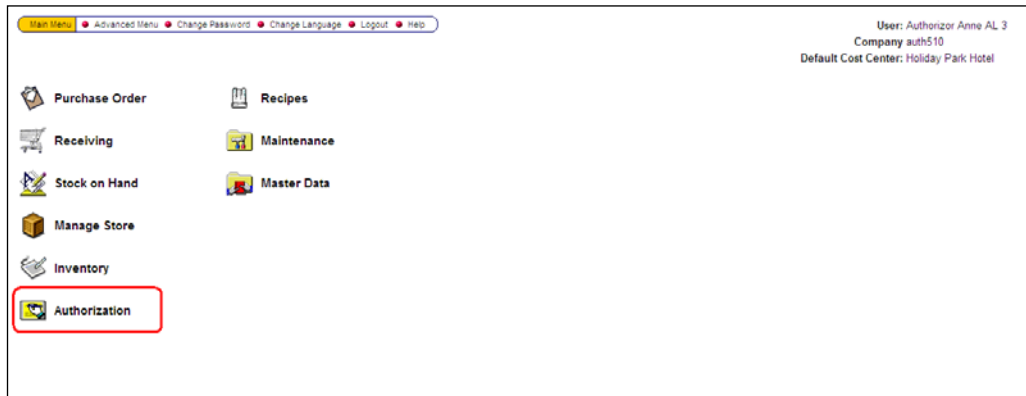 Main Menu Advanced Menu Change Password Change Language Logout Help
User: Authorizor Anne AL 3
Company auth510
Default Cost Center: Holiday Park Hotel
Purchase Order
Recipes
Receiving
Maintenance
Stock on Hand
Master Data
Manage Store
Inventory
Authorization